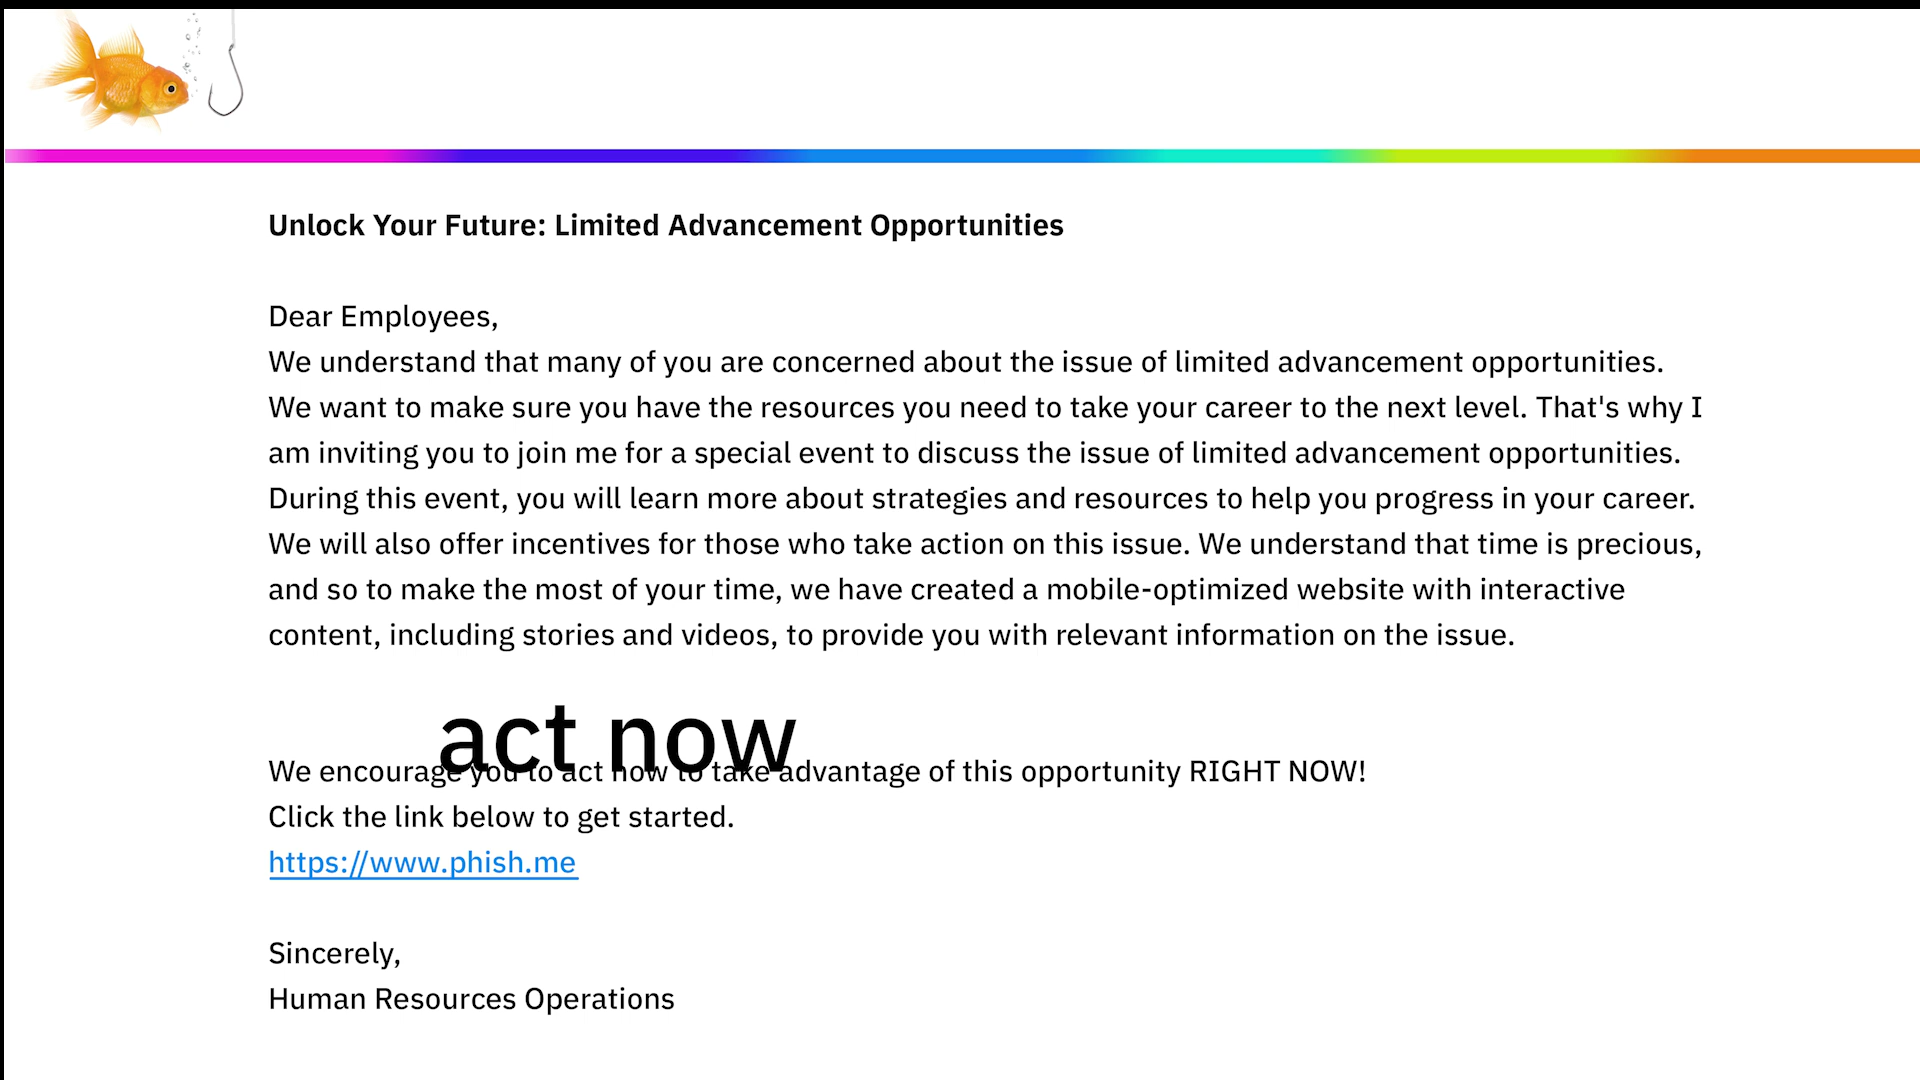 Unlock Your Future: Limited Advancement Opportunities
Dear Employees,
We understand that many of you are concerned about the issue of limited advancement opportunities.
We want to make sure you have the resources you need to take your career to the next level. That's why I
am inviting you to join me for a special event to discuss the issue of limited advancement opportunities.
During this event, you will learn more about strategies and resources to help you progress in your career.
We will also offer incentives for those who take action on this issue. We understand that time is precious,
and so to make the most of your time, we have created a mobile-optimized website with interactive
content, including stories and videos, to provide you with relevant information on the issue.
act now
We encourage you to act now to take advantage of this opportunity RIGHT NOW!
Click the link below to get started.
https://www.phish.me
Sincerely,
Human Resources Operations